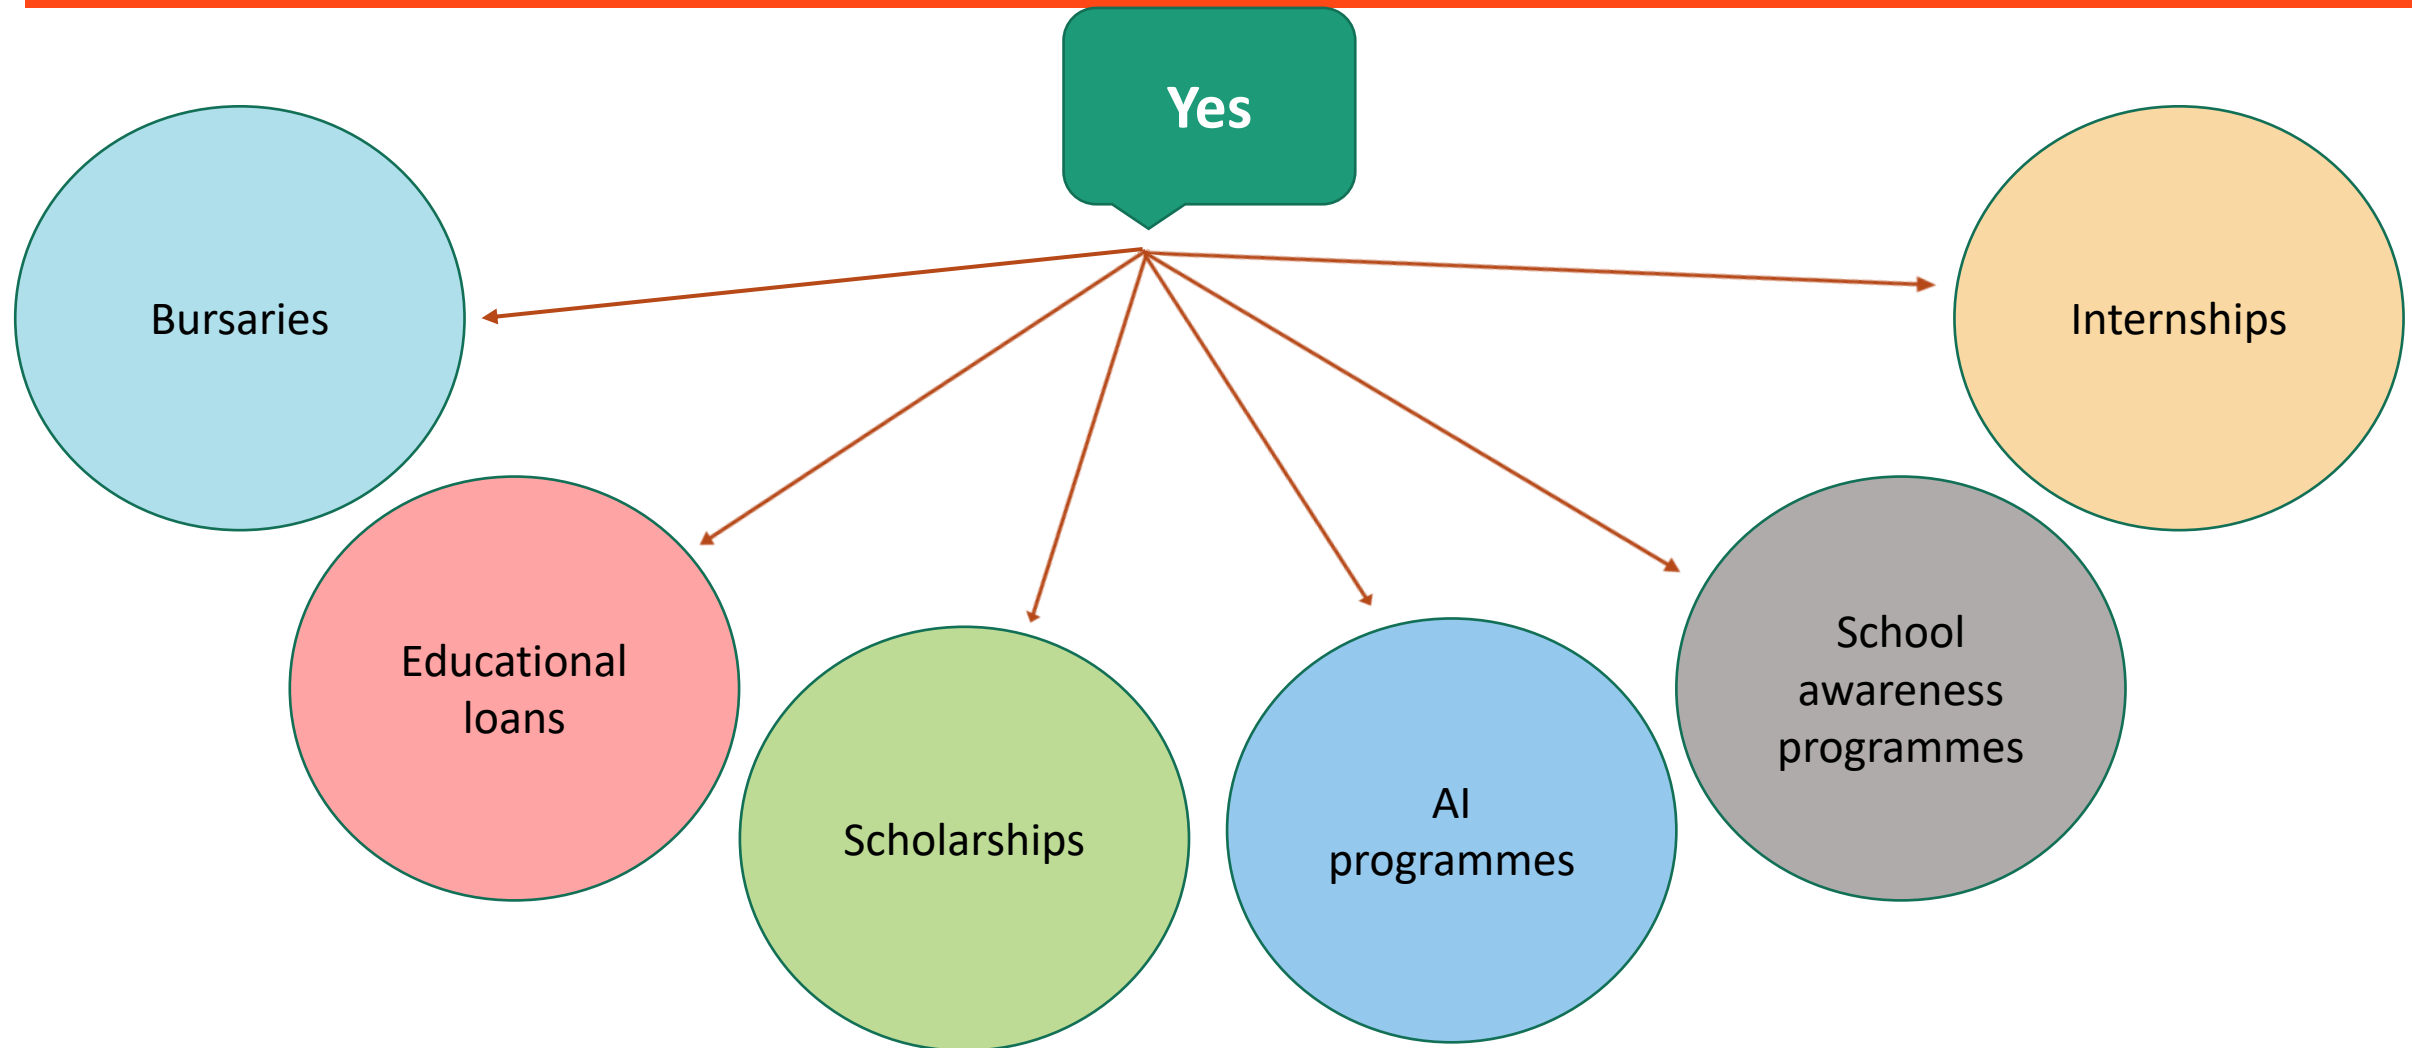 Yes
Bursaries
Internships
Educational
loans
School
awareness
programmes
Scholarships
AI
programmes